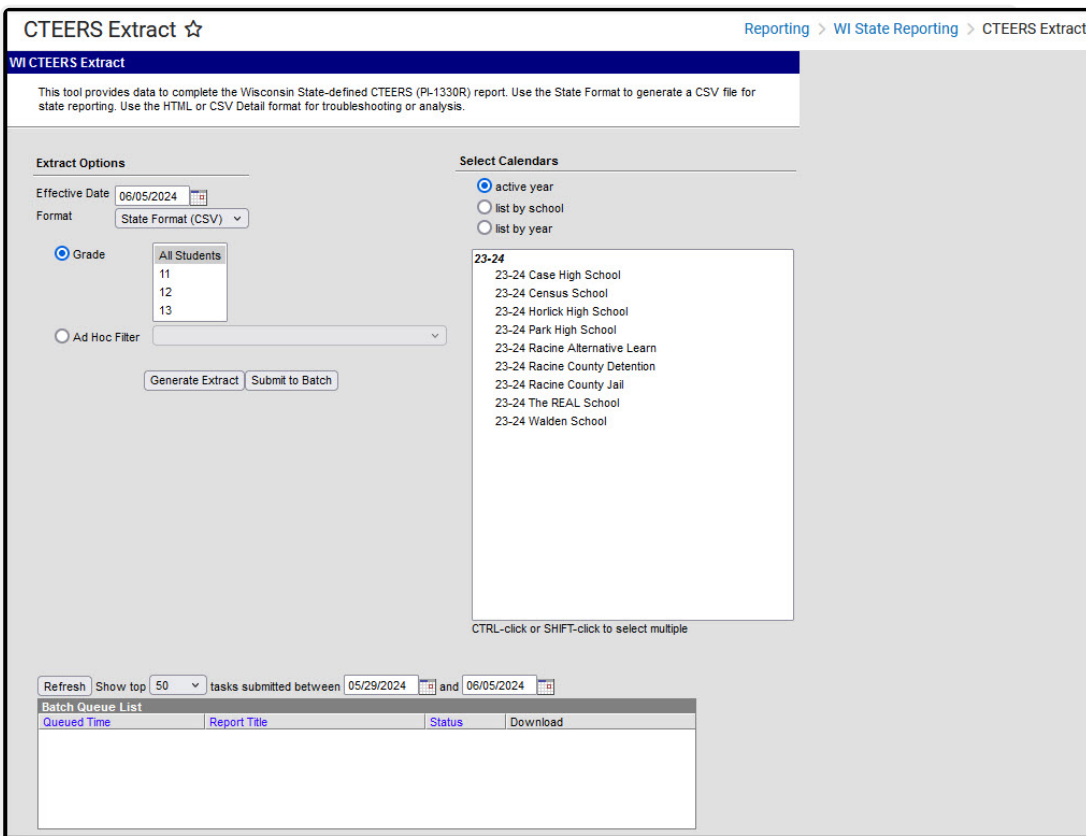 CTEERS Extract
Reporting > WI State Reporting > CTEERS Extract
WI CTEERS Extract
This tool provides data to complete the Wisconsin State-defined CTEERS (PI-1330R) report. Use the State Format to generate a CSV file for
state reporting. Use the HTML or CSV Detail format for troubleshooting or analysis.
Extract Options
Effective Date 06/05/2024
Format State Format (CSV)
Grade
All Students
11
12
13
Ad Hoc Filter
Generate Extract Submit to Batch
Select Calendars
active year
list by school
list by year
23-24
23-24 Case High School
23-24 Census School
23-24 Horlick High School
23-24 Park High School
23-24 Racine Alternative Learn
23-24 Racine County Detention
23-24 Racine County Jail
23-24 The REAL School
23-24 Walden School
CTRL-click or SHIFT-click to select multiple
Refresh Show top 50 tasks submitted between 05/29/2024 and 06/05/2024
Batch Queue List
Queued Time Report Title Status Download